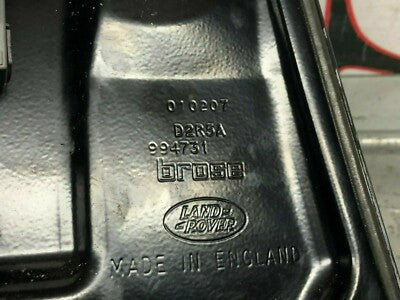 010207
D2R5A
994731
brose
LAND-
-ROVER
MADE IN ENGLAND